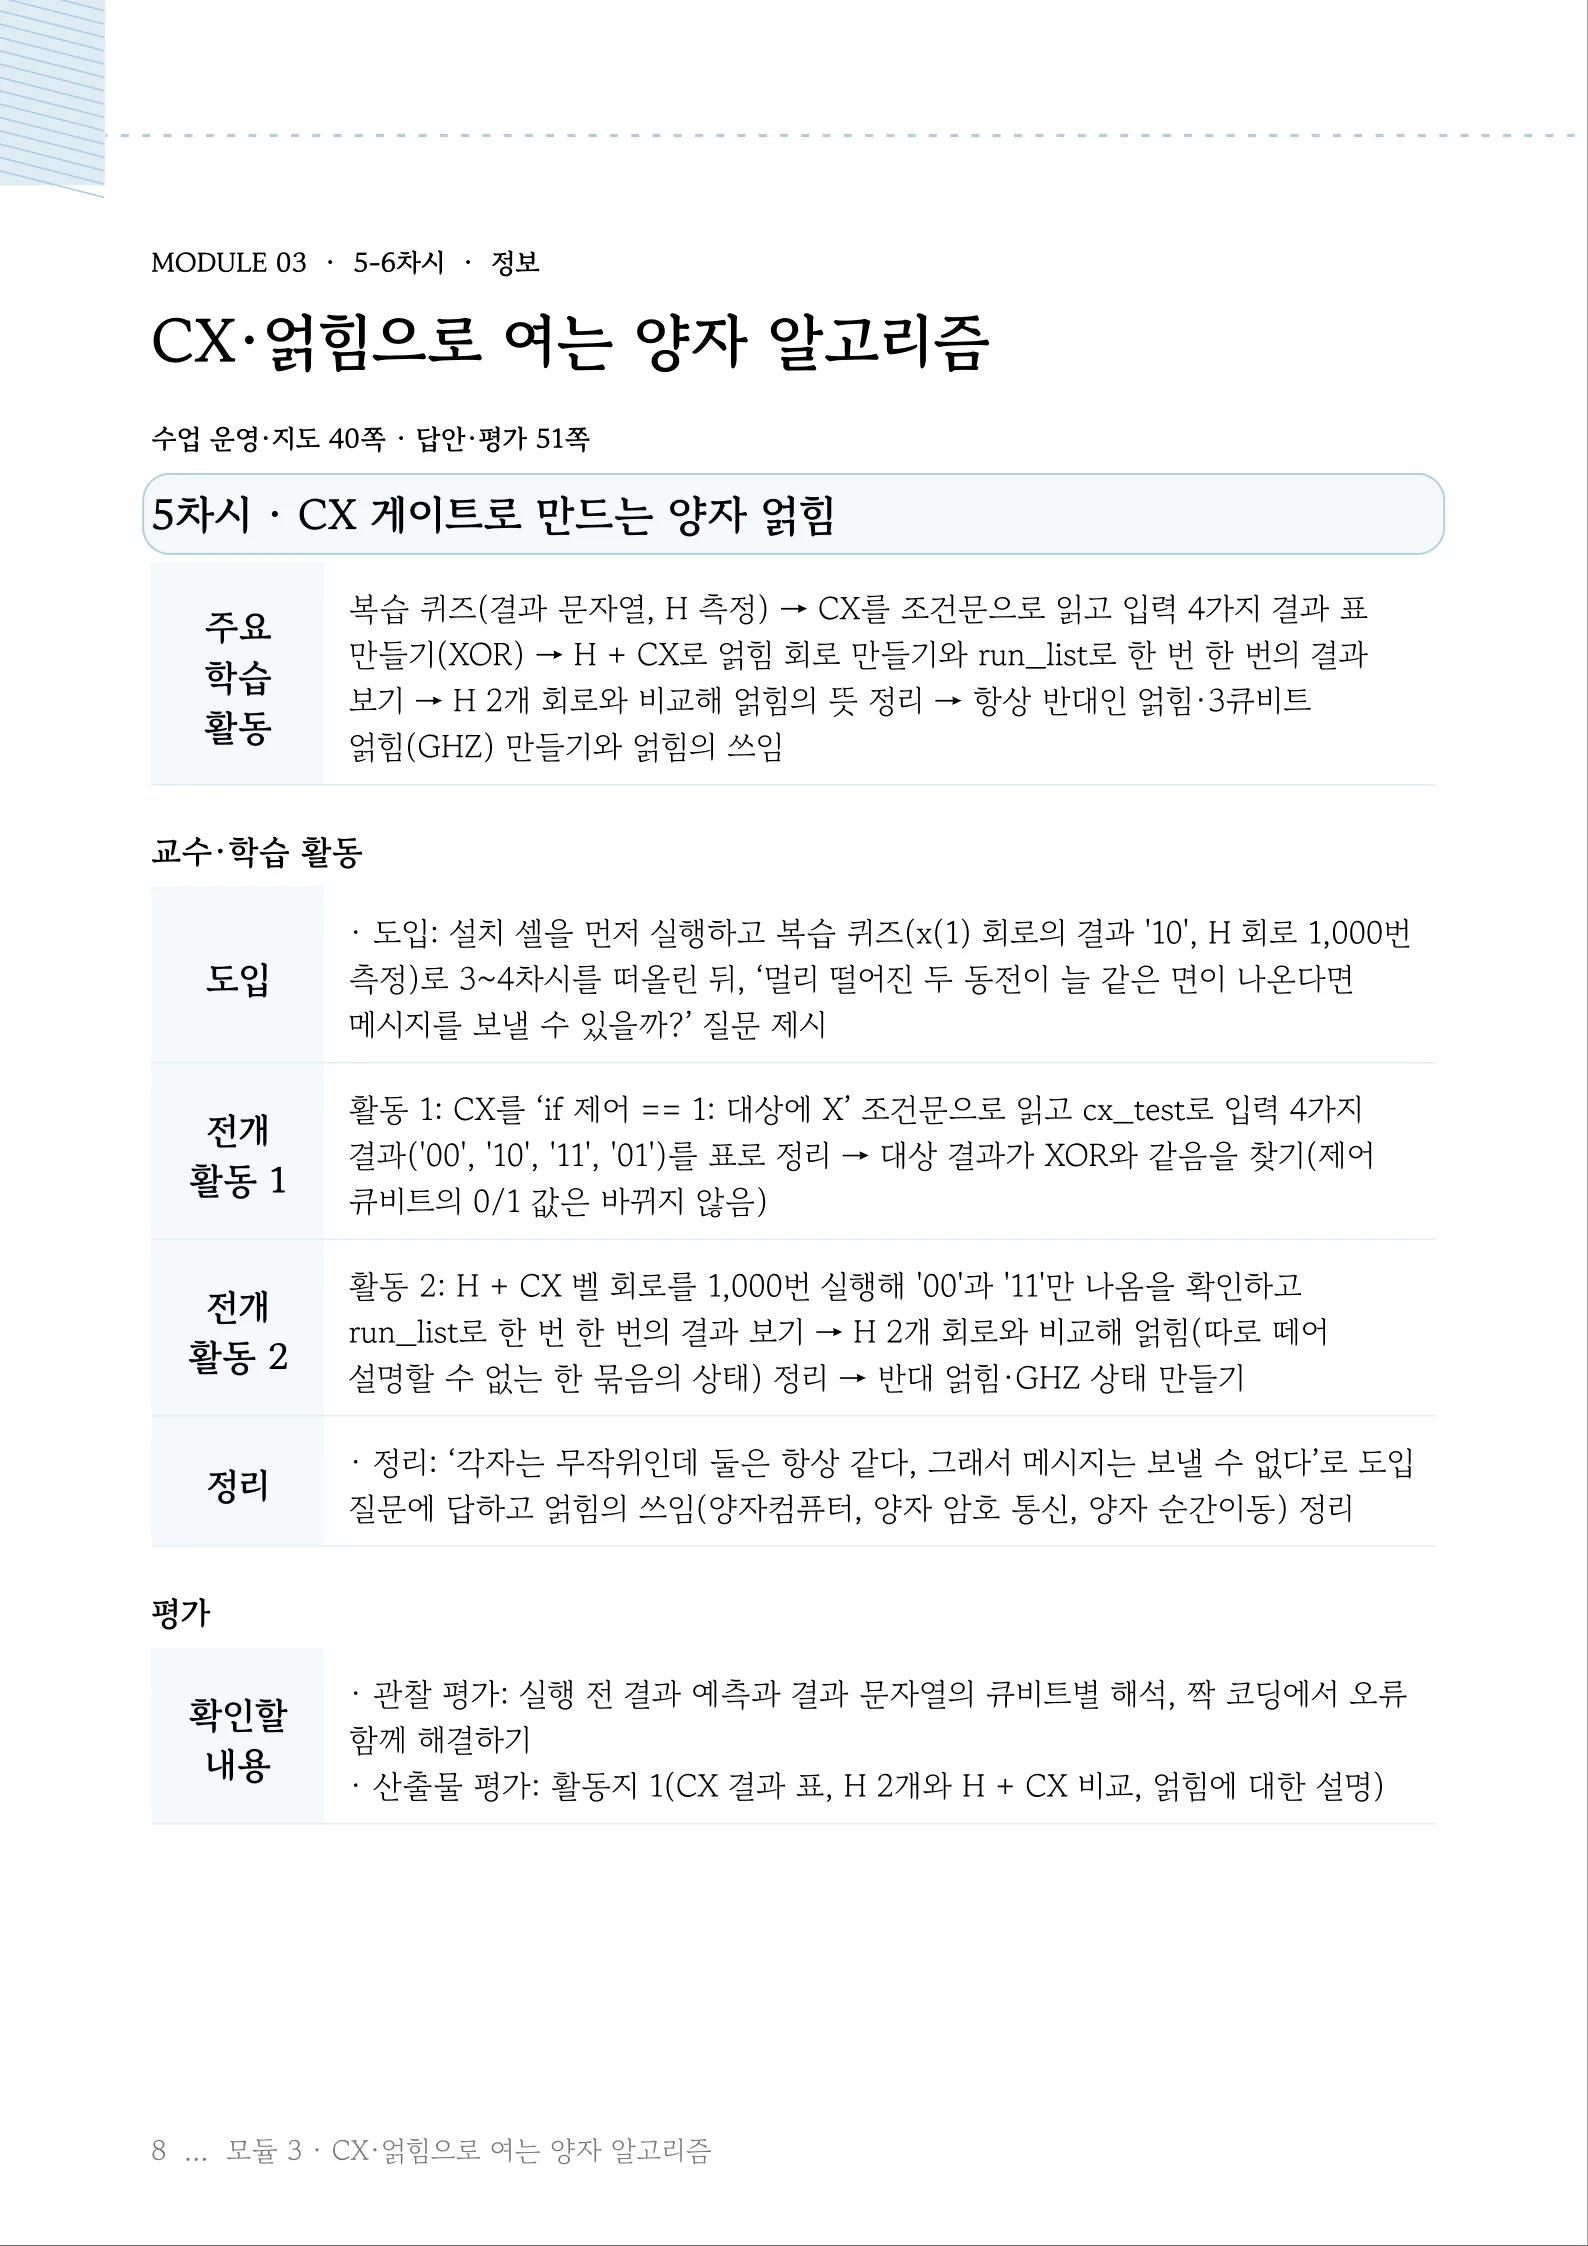 MODULE 03 · 5-6차시 · 정보
CX·얽힘으로 여는 양자 알고리즘
수업 운영·지도 40쪽 · 답안·평가 51쪽
5차시 · CX 게이트로 만드는 양자 얽힘
주요
학습
활동
복습 퀴즈(결과 문자열, H 측정) → CX를 조건문으로 읽고 입력 4가지 결과 표
만들기(XOR) → H + CX로 얽힘 회로 만들기와 run_list로 한 번 한 번의 결과
보기 → H 2개 회로와 비교해 얽힘의 뜻 정리 → 항상 반대인 얽힘·3큐비트
얽힘(GHZ) 만들기와 얽힘의 쓰임
교수·학습 활동
도입
· 도입: 설치 셀을 먼저 실행하고 복습 퀴즈(x(1) 회로의 결과 '10', H 회로 1,000번
측정)로 3~4차시를 떠올린 뒤, ‘멀리 떨어진 두 동전이 늘 같은 면이 나온다면
메시지를 보낼 수 있을까?’ 질문 제시
전개
활동 1
활동 1: CX를 ‘if 제어 == 1: 대상에 X’ 조건문으로 읽고 cx_test로 입력 4가지
결과('00', '10', '11', '01')를 표로 정리 → 대상 결과가 XOR와 같음을 찾기(제어
큐비트의 0/1 값은 바뀌지 않음)
전개
활동 2
활동 2: H + CX 벨 회로를 1,000번 실행해 '00'과 '11'만 나옴을 확인하고
run_list로 한 번 한 번의 결과 보기 → H 2개 회로와 비교해 얽힘(따로 떼어
설명할 수 없는 한 묶음의 상태) 정리 → 반대 얽힘·GHZ 상태 만들기
정리
· 정리: ‘각자는 무작위인데 둘은 항상 같다, 그래서 메시지는 보낼 수 없다’로 도입
질문에 답하고 얽힘의 쓰임(양자컴퓨터, 양자 암호 통신, 양자 순간이동) 정리
평가
확인할
내용
· 관찰 평가: 실행 전 결과 예측과 결과 문자열의 큐비트별 해석, 짝 코딩에서 오류
함께 해결하기
· 산출물 평가: 활동지 1(CX 결과 표, H 2개와 H + CX 비교, 얽힘에 대한 설명)
8 ... 모듈 3 · CX·얽힘으로 여는 양자 알고리즘